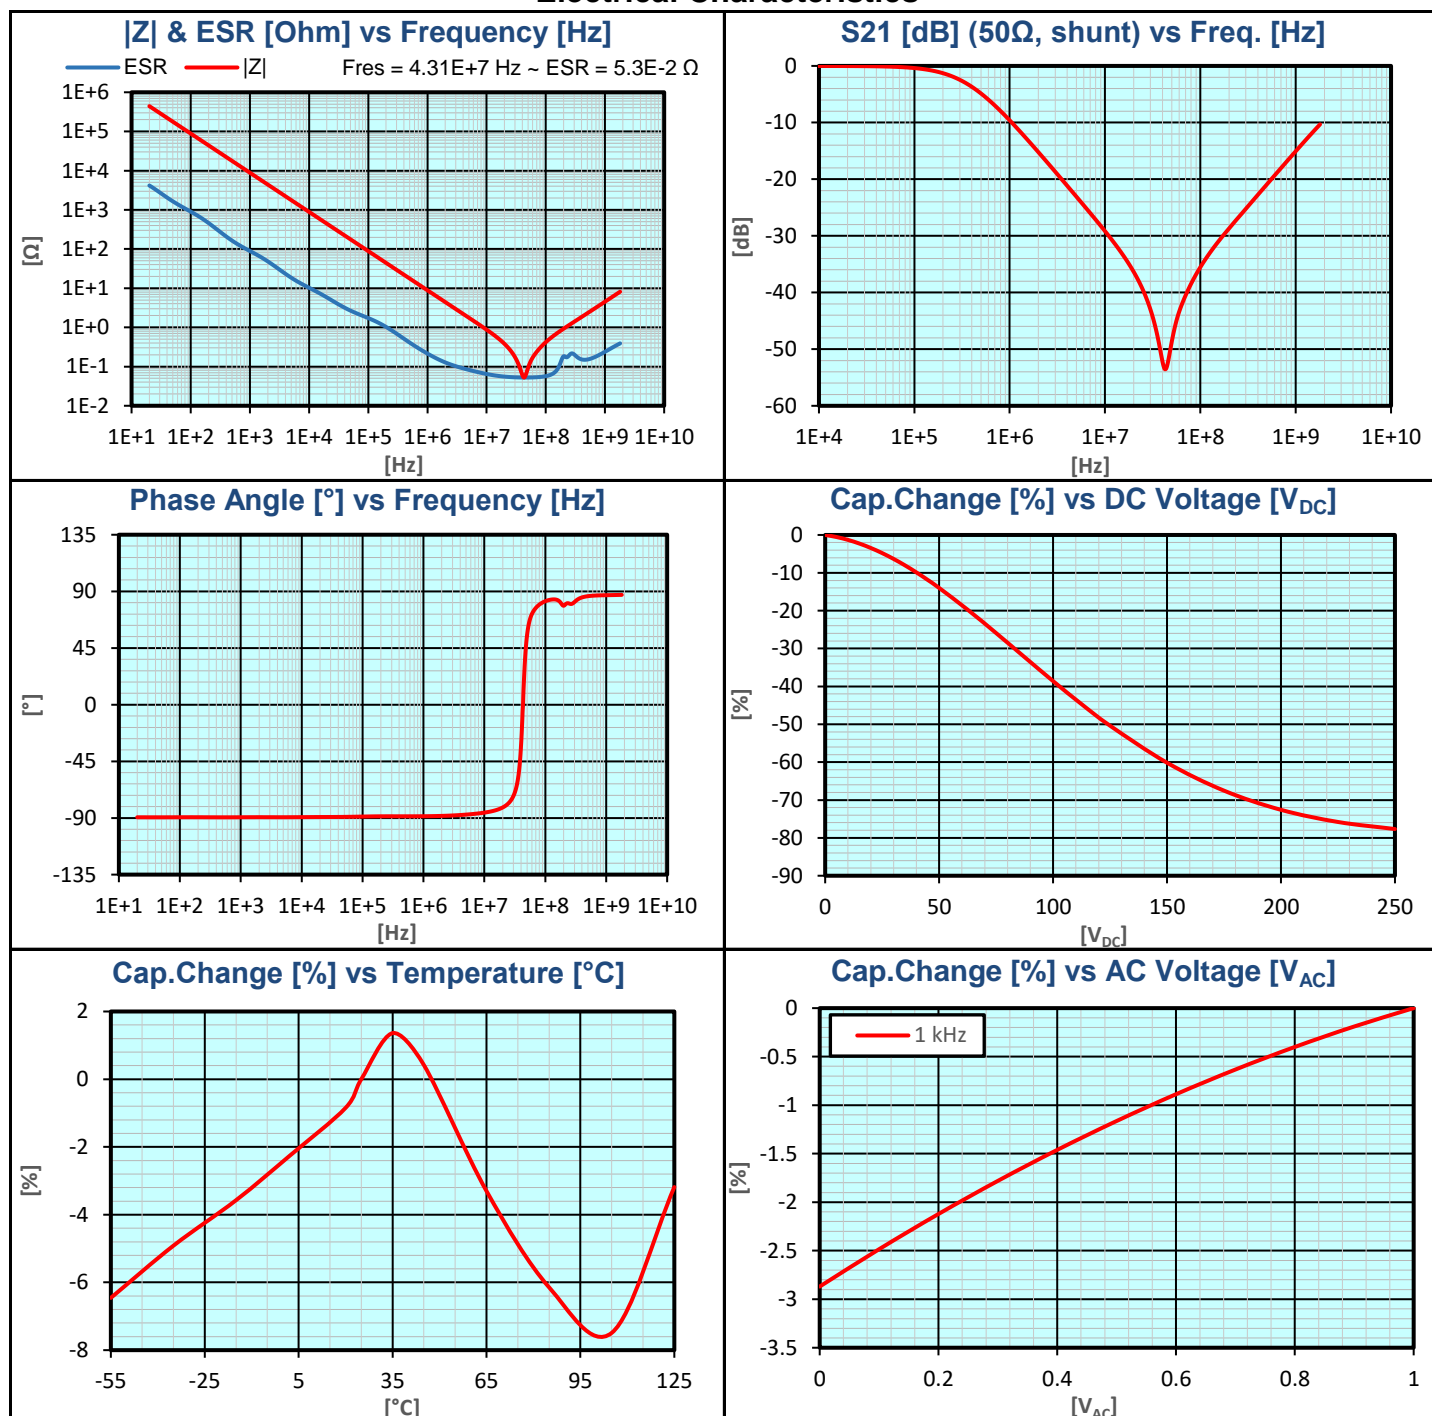 Electrical Characteristics
|Z| & ESR [Ohm] vs Frequency [Hz]
ESR |Z| Fres = 4.31E+7 Hz ~ ESR = 5.3E-2 Ω
1E+6
1E+5
1E+4
1E+3
1E+2
1E+1
1E+0
1E-1
1E-2
[Ω]
1E+1 1E+2 1E+3 1E+4 1E+5 1E+6 1E+7 1E+8 1E+9 1E+10
[Hz]
S21 [dB] (50Ω, shunt) vs Freq. [Hz]
0
-10
-20
-30
-40
-50
-60
[dB]
1E+4 1E+5 1E+6 1E+7 1E+8 1E+9 1E+10
[Hz]
Phase Angle [°] vs Frequency [Hz]
135
90
45
0
-45
-90
-135
[°]
1E+1 1E+2 1E+3 1E+4 1E+5 1E+6 1E+7 1E+8 1E+9 1E+10
[Hz]
Cap.Change [%] vs DC Voltage [VDC]
0
-10
-20
-30
-40
-50
-60
-70
-80
-90
[%]
0 50 100 150 200 250
[VDC]
Cap.Change [%] vs Temperature [°C]
2
0
-2
-4
-6
-8
[%]
-55 -25 5 35 65 95 125
[°C]
Cap.Change [%] vs AC Voltage [VAC]
1 kHz
0
-0.5
-1
-1.5
-2
-2.5
-3
-3.5
[%]
0 0.2 0.4 0.6 0.8 1
[VAC]